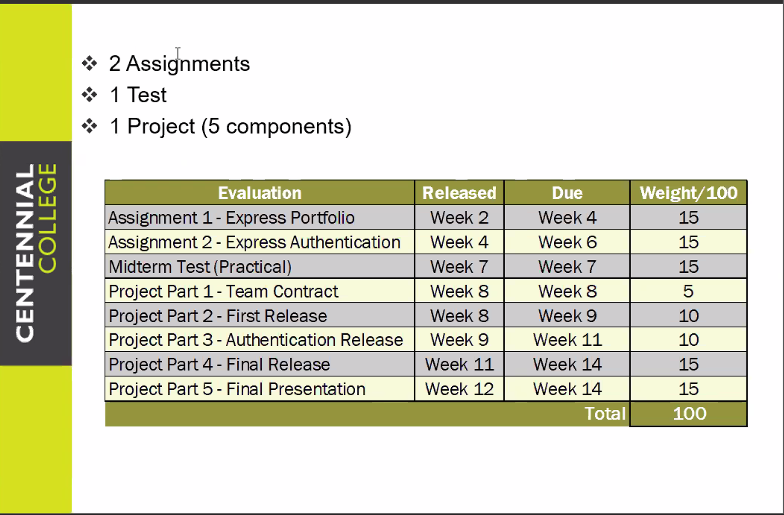 2 Assignments
1 Test
1 Project (5 components)
CENTENNIAL
COLLEGE
Evaluation Released Due Weight/100
Assignment 1 - Express Portfolio Week 2 Week 4 15
Assignment 2 - Express Authentication Week 4 Week 6 15
Midterm Test (Practical) Week 7 Week 7 15
Project Part 1 - Team Contract Week 8 Week 8 5
Project Part 2 - First Release Week 8 Week 9 10
Project Part 3 - Authentication Release Week 9 Week 11 10
Project Part 4 - Final Release Week 11 Week 14 15
Project Part 5 - Final Presentation Week 12 Week 14 15
Total 100